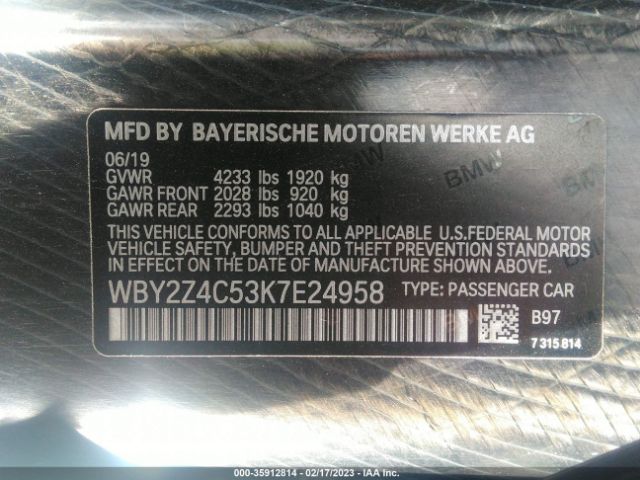 MFD BY BAYERISCHE MOTOREN WERKE AG
06/19
GVWR 4233 lbs 1920 kg
GAWR FRONT 2028 lbs 920 kg
GAWR REAR 2293 lbs 1040 kg
THIS VEHICLE CONFORMS TO ALL APPLICABLE U.S.FEDERAL MOTOR
VEHICLE SAFETY, BUMPER AND THEFT PREVENTION STANDARDS
IN EFFECT ON THE DATE OF MANUFACTURE SHOWN ABOVE.
WBY2Z4C53K7E24958 TYPE: PASSENGER CAR
B97
7 315 814
BMW
BMW
000-35912814 - 02/17/2023 - IAA Inc.